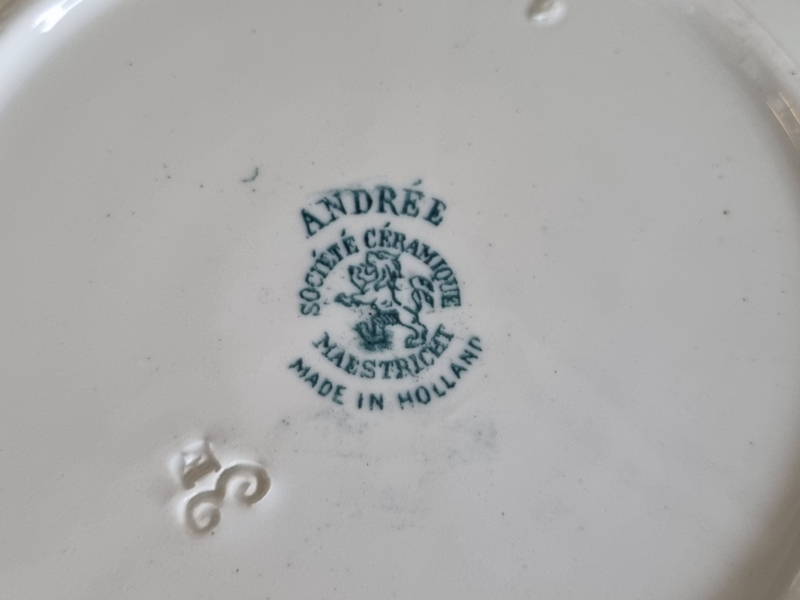 ANDRÉE
SOCIÉTÉ CÉRAMIQUE
MAESTRICHT
MADE IN HOLLAND